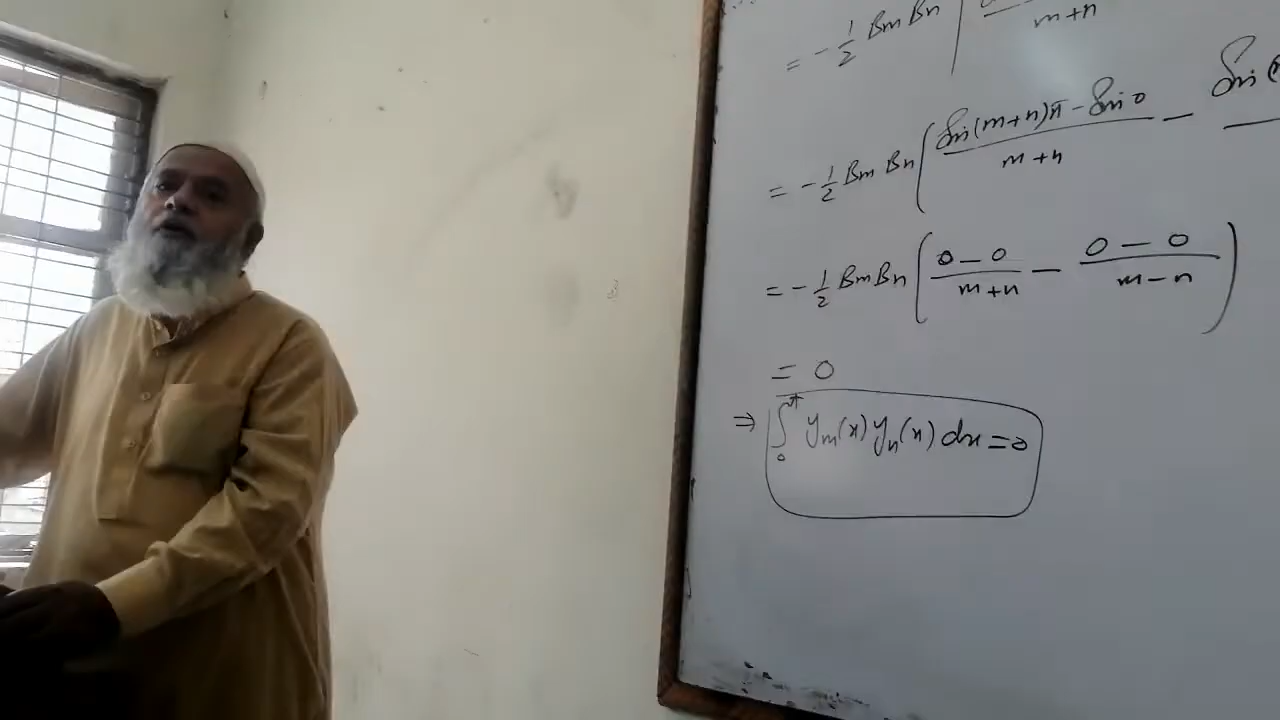 = -1/2 Bm Bn | / m+n
= -1/2 Bm Bn ( (Sin(m+n)π - Sin 0) / (m+n) - Sin(
= -1/2 Bm Bn ( (0 - 0) / (m+n) - (0 - 0) / (m-n) )
= 0
⇒ ∫₀^π yₘ(x) yₙ(x) dx = 0